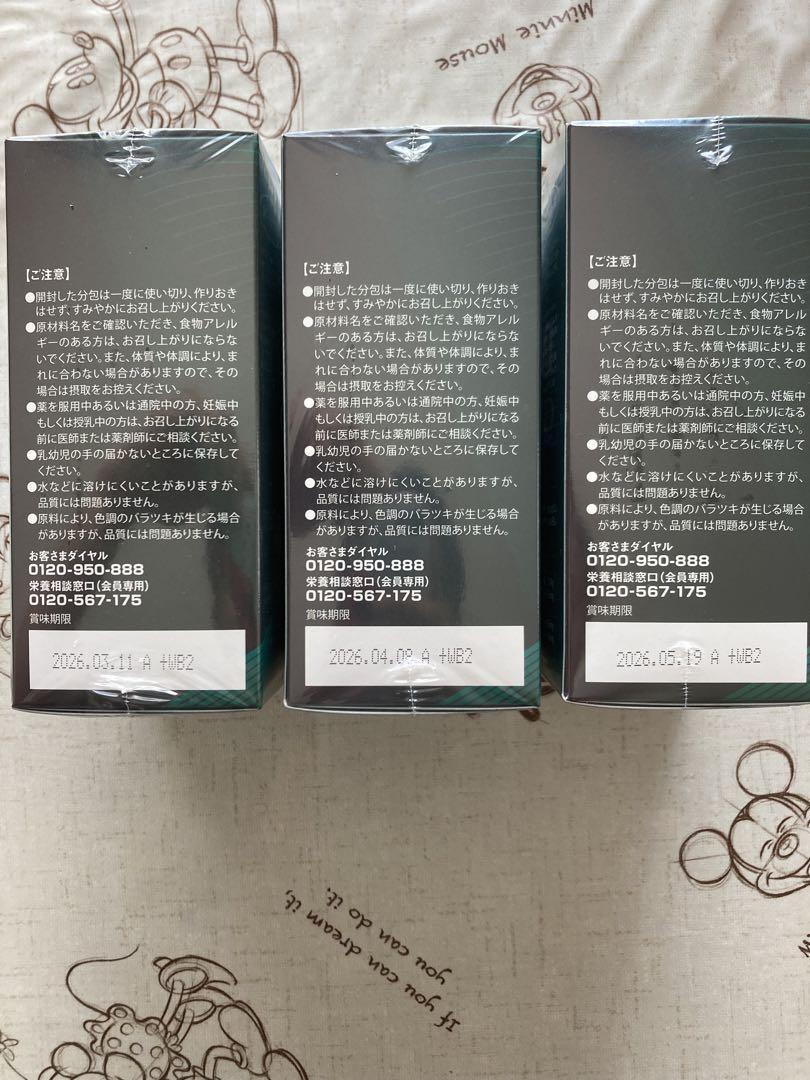 Minnie Mouse
【ご注意】
●開封した分包は一度に使い切り、作りおき
はせず、すみやかにお召し上がりください。
●原材料名をご確認いただき、食物アレル
ギーのある方は、お召し上がりにならな
いでください。また、体質や体調により、ま
れに合わない場合がありますので、その
場合は摂取をお控えください。
●薬を服用中あるいは通院中の方、妊娠中
もしくは授乳中の方は、お召し上がりになる
前に医師または薬剤師にご相談ください。
●乳幼児の手の届かないところに保存して
ください。
●水などに溶けにくいことがありますが、
品質には問題ありません。
●原料により、色調のバラツキが生じる場合
がありますが、品質には問題ありません。
お客さまダイヤル
0120-950-888
栄養相談窓口(会員専用)
0120-567-175
賞味期限
2026.03.11 A +WB2
【ご注意】
●開封した分包は一度に使い切り、作りおき
はせず、すみやかにお召し上がりください。
●原材料名をご確認いただき、食物アレル
ギーのある方は、お召し上がりにならな
いでください。また、体質や体調により、ま
れに合わない場合がありますので、その
場合は摂取をお控えください。
●薬を服用中あるいは通院中の方、妊娠中
もしくは授乳中の方は、お召し上がりになる
前に医師または薬剤師にご相談ください。
●乳幼児の手の届かないところに保存して
ください。
●水などに溶けにくいことがありますが、
品質には問題ありません。
●原料により、色調のバラツキが生じる場合
がありますが、品質には問題ありません。
お客さまダイヤル
0120-950-888
栄養相談窓口(会員専用)
0120-567-175
賞味期限
2026.04.08 A +WB2
【ご注意】
●開封した分包は一度に使い切り、作りおき
はせず、すみやかにお召し上がりください。
●原材料名をご確認いただき、食物アレル
ギーのある方は、お召し上がりにならな
いでください。また、体質や体調により、ま
れに合わない場合がありますので、その
場合は摂取をお控えください。
●薬を服用中あるいは通院中の方、妊娠中
もしくは授乳中の方は、お召し上がりになる
前に医師または薬剤師にご相談ください。
●乳幼児の手の届かないところに保存して
ください。
●水などに溶けにくいことがありますが、
品質には問題ありません。
●原料により、色調のバラツキが生じる場合
がありますが、品質には問題ありません。
お客さまダイヤル
0120-950-888
栄養相談窓口(会員専用)
0120-567-175
賞味期限
2026.05.19 A +WB2
If you can dream it,
you can do it.